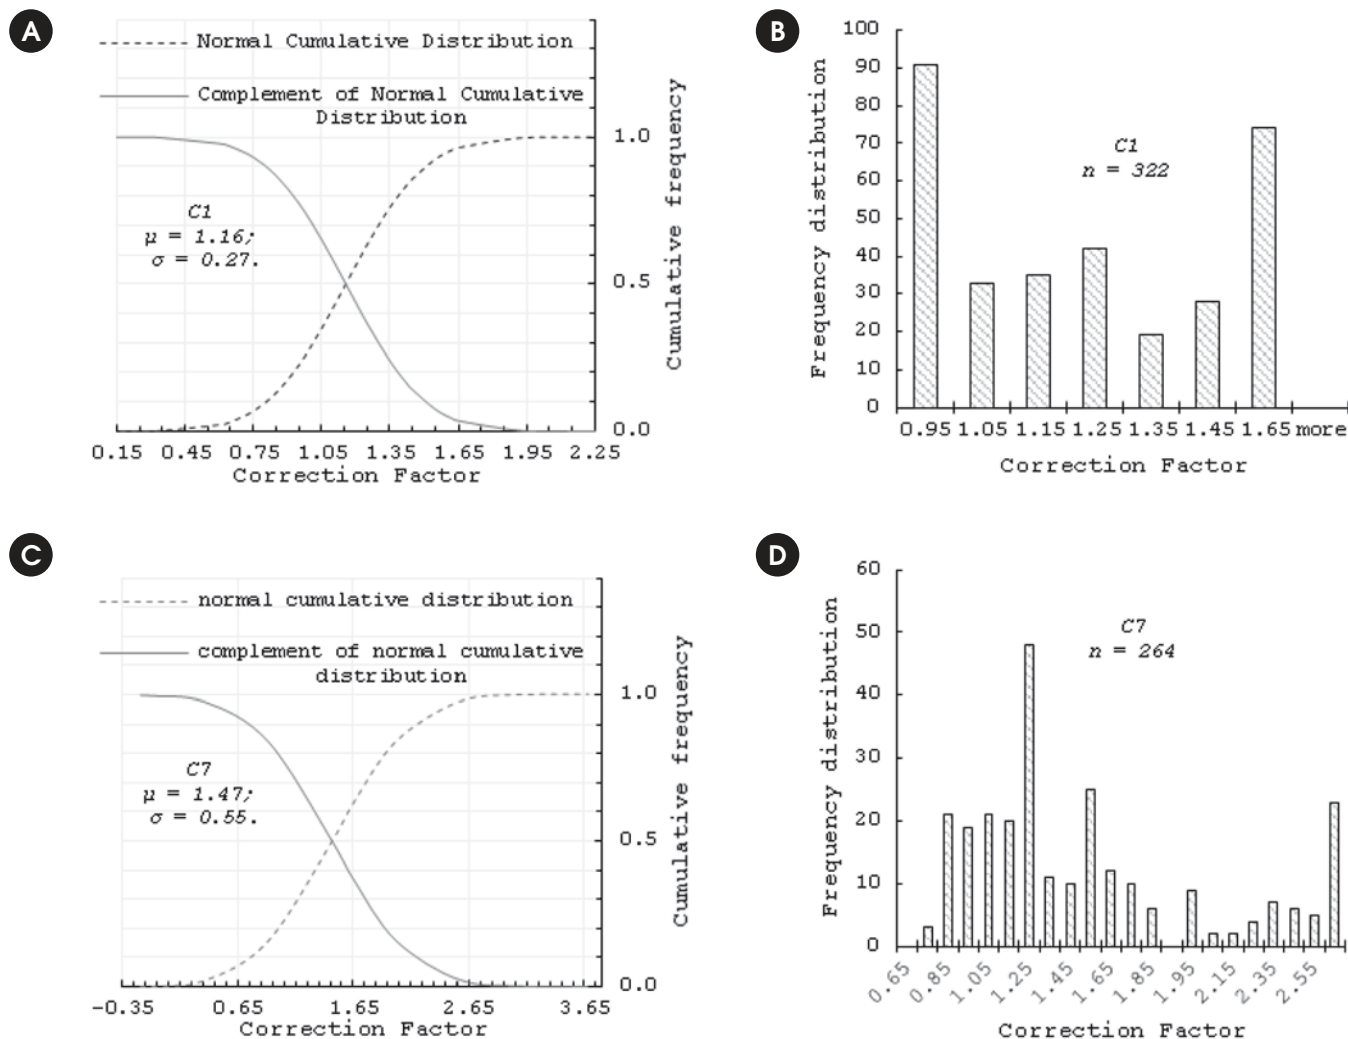 A
Normal Cumulative Distribution
Complement of Normal Cumulative
Distribution
C1
μ = 1.16;
σ = 0.27.
1.0
0.5
0.0
Cumulative frequency
0.15 0.45 0.75 1.05 1.35 1.65 1.95 2.25
Correction Factor
B
100
90
80
70
60
50
40
30
20
10
0
Frequency distribution
C1
n = 322
0.95 1.05 1.15 1.25 1.35 1.45 1.65 more
Correction Factor
C
normal cumulative distribution
complement of normal cumulative
distribution
C7
μ = 1.47;
σ = 0.55.
1.0
0.5
0.0
Cumulative frequency
-0.35 0.65 1.65 2.65 3.65
Correction Factor
D
60
50
40
30
20
10
0
Frequency distribution
C7
n = 264
0.65 0.85 1.05 1.25 1.45 1.65 1.85 1.95 2.15 2.35 2.55
Correction Factor